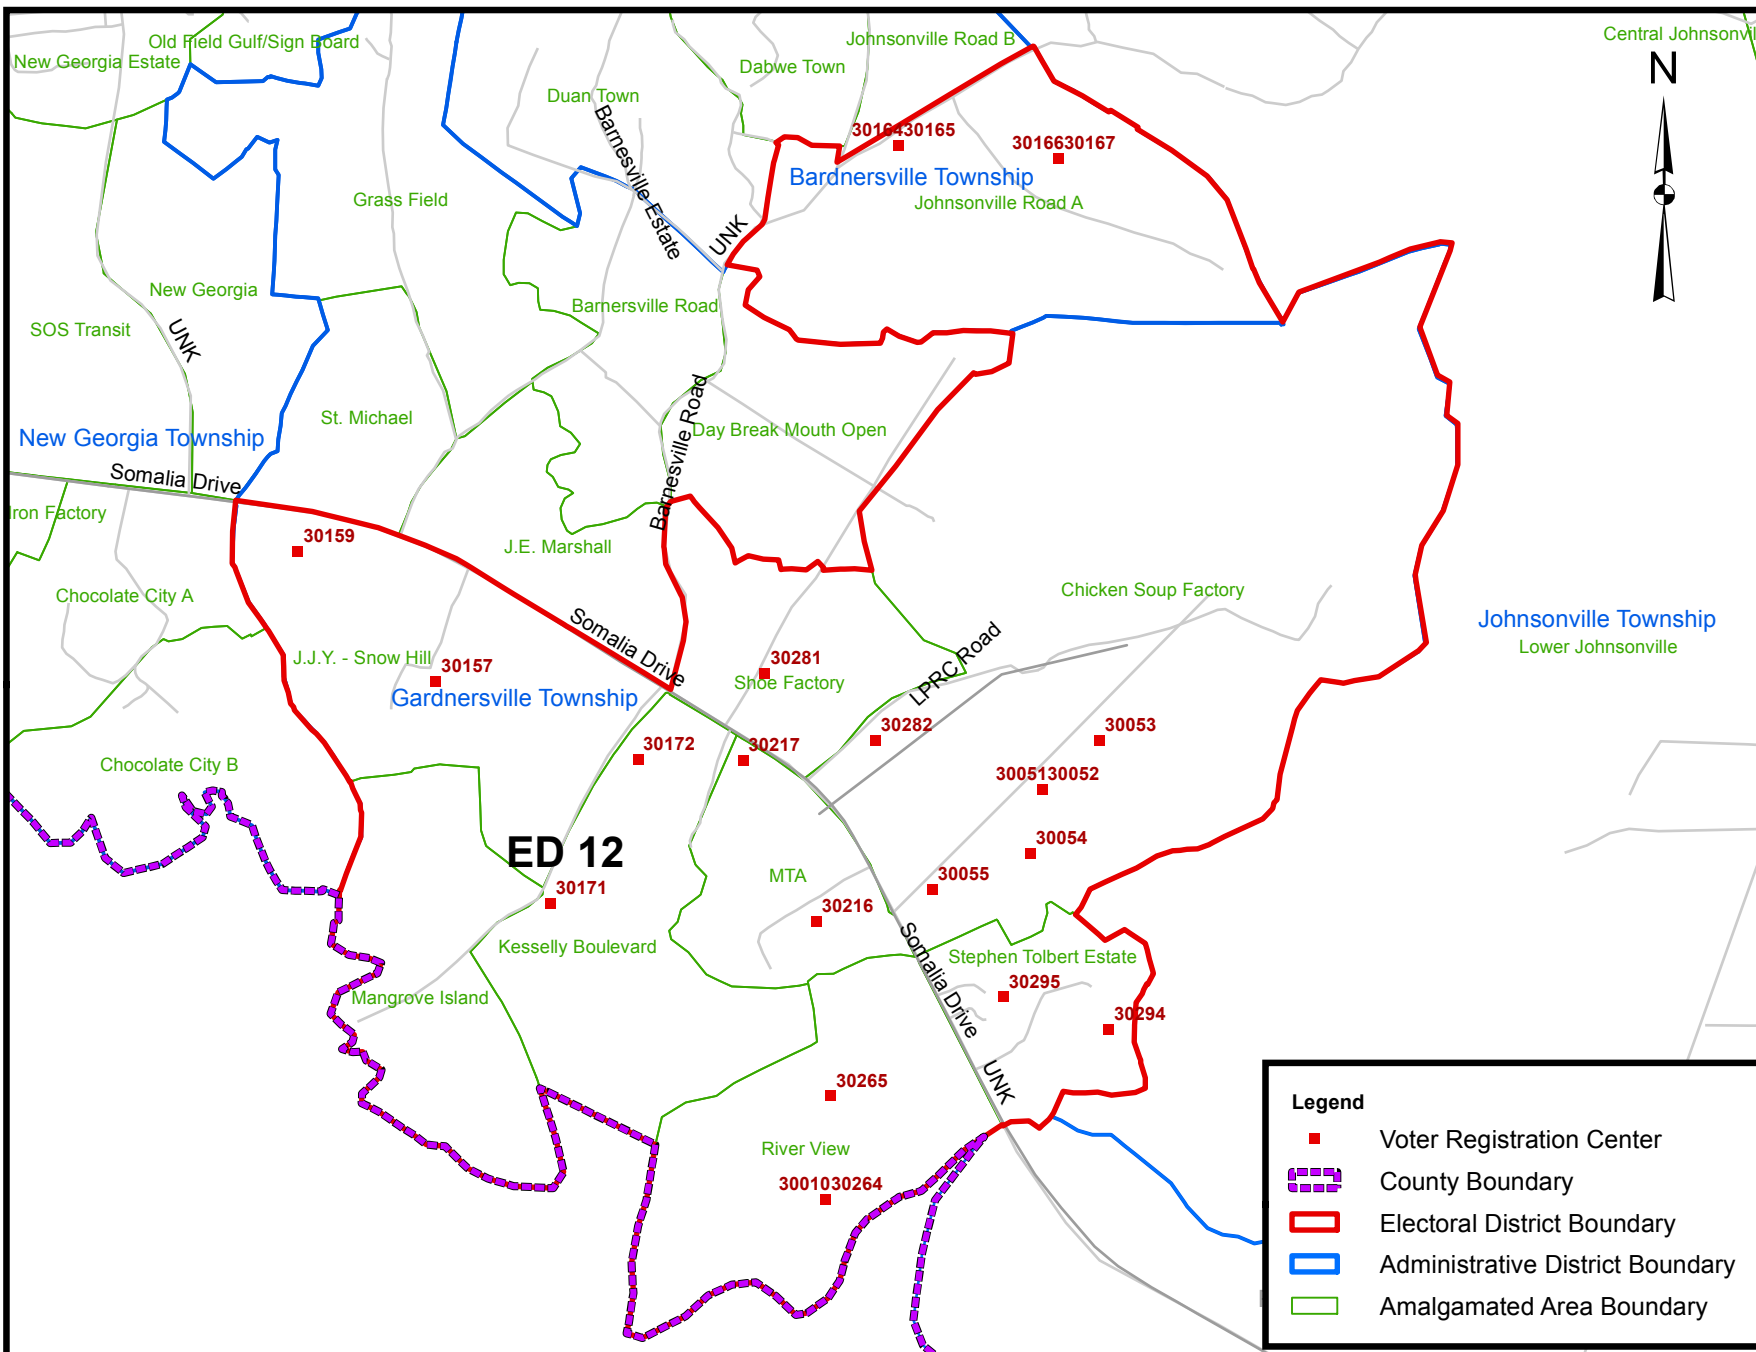 Old Field Gulf/Sign Board
Johnsonville Road B
Central Johnsonvil
New Georgia Estate
Dabwe Town
N
Duan Town
Barnesville Estate
3016430165
3016630167
Bardnersville Township
Johnsonville Road A
Grass Field
UNK
New Georgia
Barnersville Road
SOS Transit
UNK
St. Michael
Barnesville Road
Day Break Mouth Open
New Georgia Township
Somalia Drive
Iron Factory
30159
J.E. Marshall
Chocolate City A
Chicken Soup Factory
Somalia Drive
Johnsonville Township
Lower Johnsonville
J.J.Y. - Snow Hill
30157
30281
Shoe Factory
LPRC Road
Gardnersville Township
30172
30217
30282
30053
Chocolate City B
3005130052
ED 12
30054
MTA
30055
30171
30216
Kesselly Boulevard
Somalia Drive
Stephen Tolbert Estate
30295
Mangrove Island
30294
UNK
30265
River View
3001030264
Legend
Voter Registration Center
County Boundary
Electoral District Boundary
Administrative District Boundary
Amalgamated Area Boundary